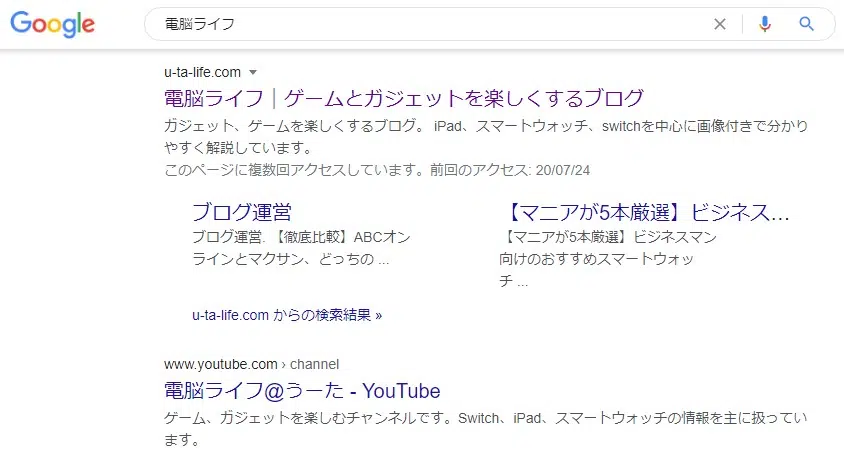 Google
電脳ライフ
u-ta-life.com
電脳ライフ｜ゲームとガジェットを楽しくするブログ
ガジェット、ゲームを楽しくするブログ。 iPad、スマートウォッチ、switchを中心に画像付きで分かり
やすく解説しています。
このページに複数回アクセスしています。前回のアクセス: 20/07/24
ブログ運営
ブログ運営. 【徹底比較】ABCオン
ラインとマクサン、どっちの ...
【マニアが5本厳選】ビジネス…
【マニアが5本厳選】ビジネスマン
向けのおすすめスマートウォッ
チ ...
u-ta-life.com からの検索結果 »
www.youtube.com › channel
電脳ライフ@うーた - YouTube
ゲーム、ガジェットを楽しむチャンネルです。Switch、iPad、スマートウォッチの情報を主に扱ってい
ます。